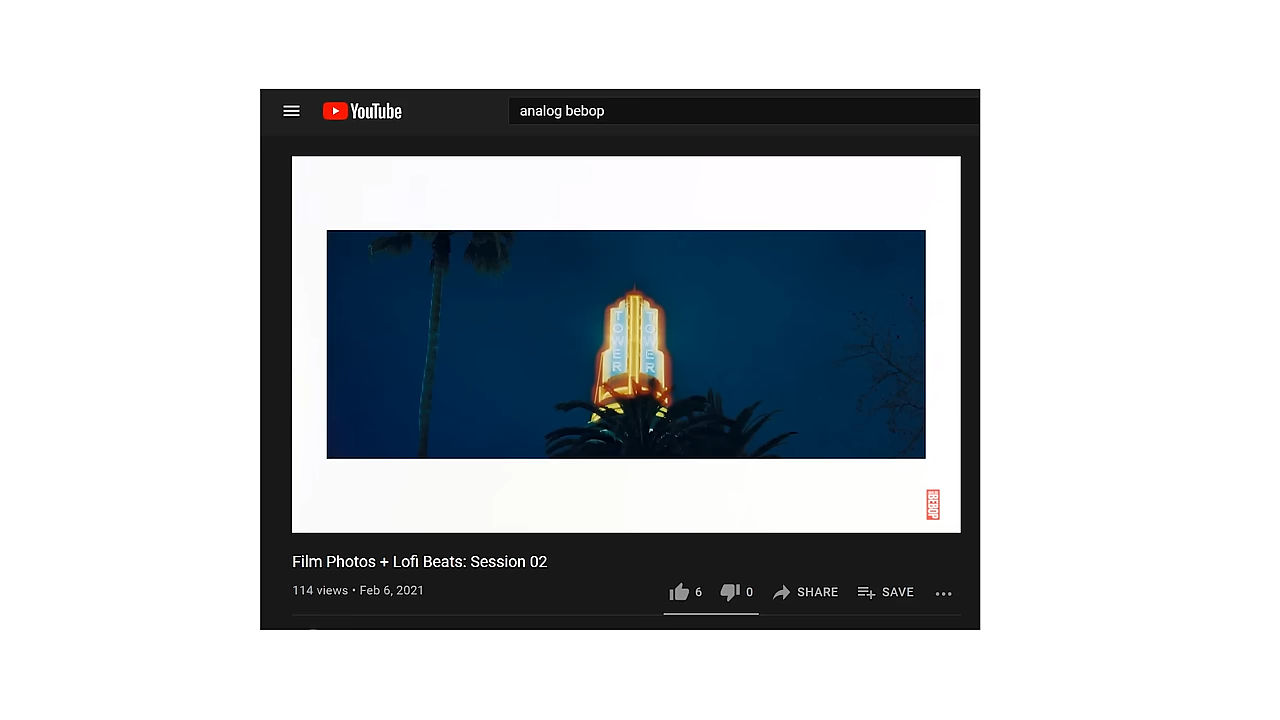 YouTube
analog bebop
TOWER
TOWER
BEBOP
Film Photos + Lofi Beats: Session 02
114 views • Feb 6, 2021
6
0
SHARE
SAVE